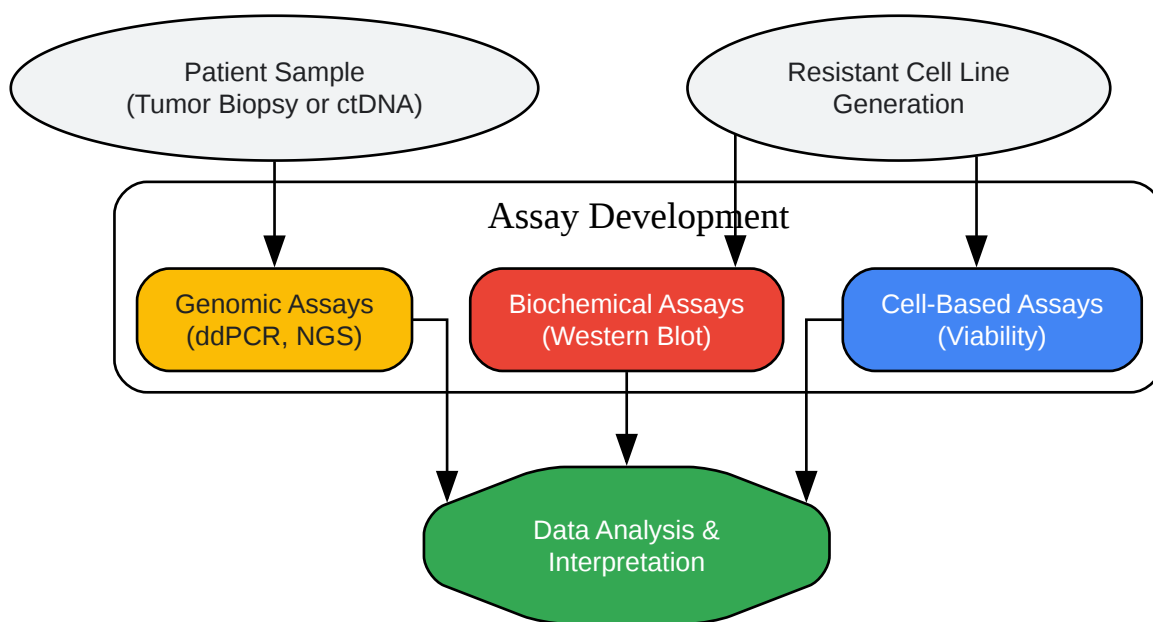 Patient Sample
(Tumor Biopsy or ctDNA)
Resistant Cell Line
Generation
Assay Development
Genomic Assays
(ddPCR, NGS)
Biochemical Assays
(Western Blot)
Cell-Based Assays
(Viability)
Data Analysis &
Interpretation